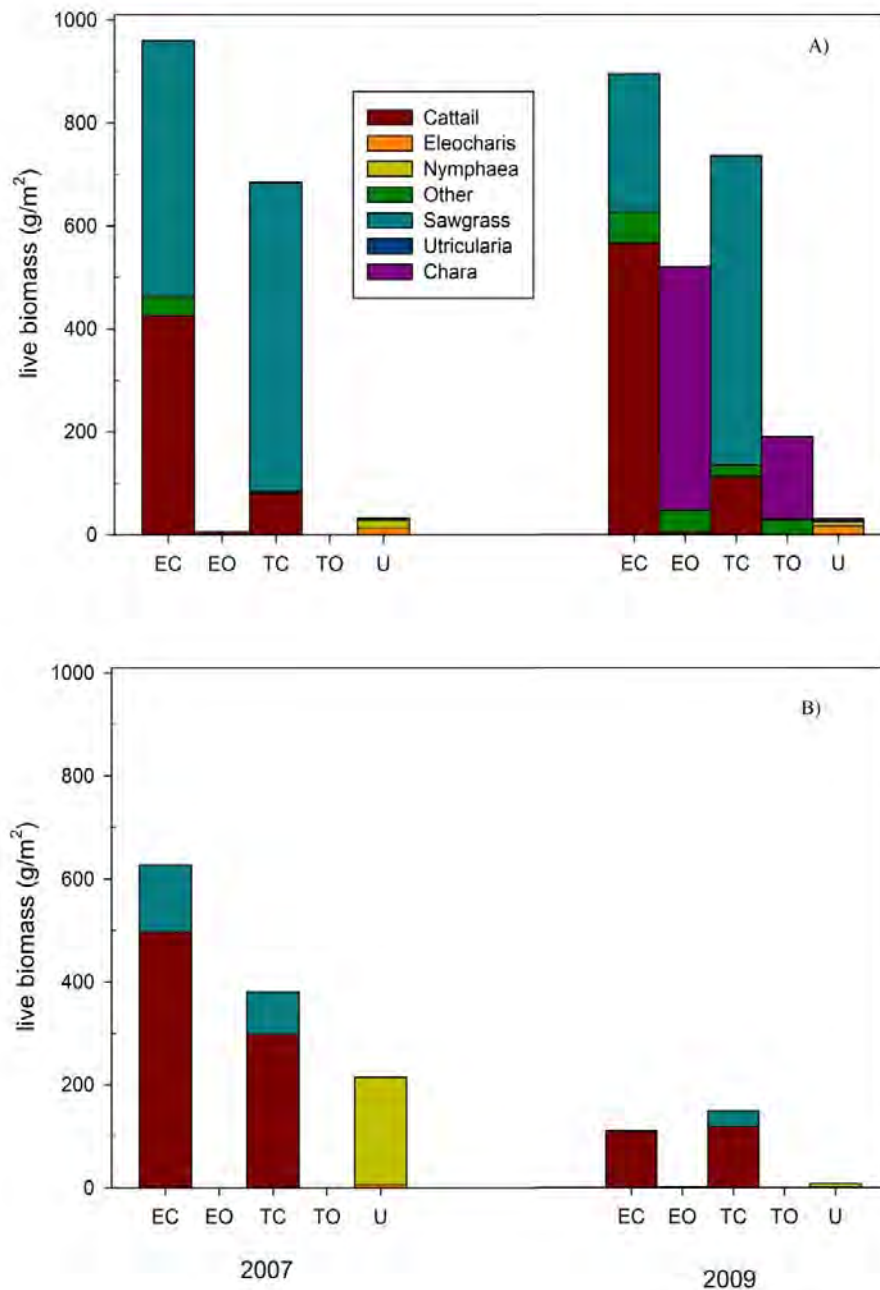 A)
1000
800
600
400
200
0
live biomass (g/m²)
Cattail
Eleocharis
Nymphaea
Other
Sawgrass
Utricularia
Chara
EC EO TC TO U EC EO TC TO U
B)
1000
800
600
400
200
0
live biomass (g/m²)
EC EO TC TO U EC EO TC TO U
2007 2009